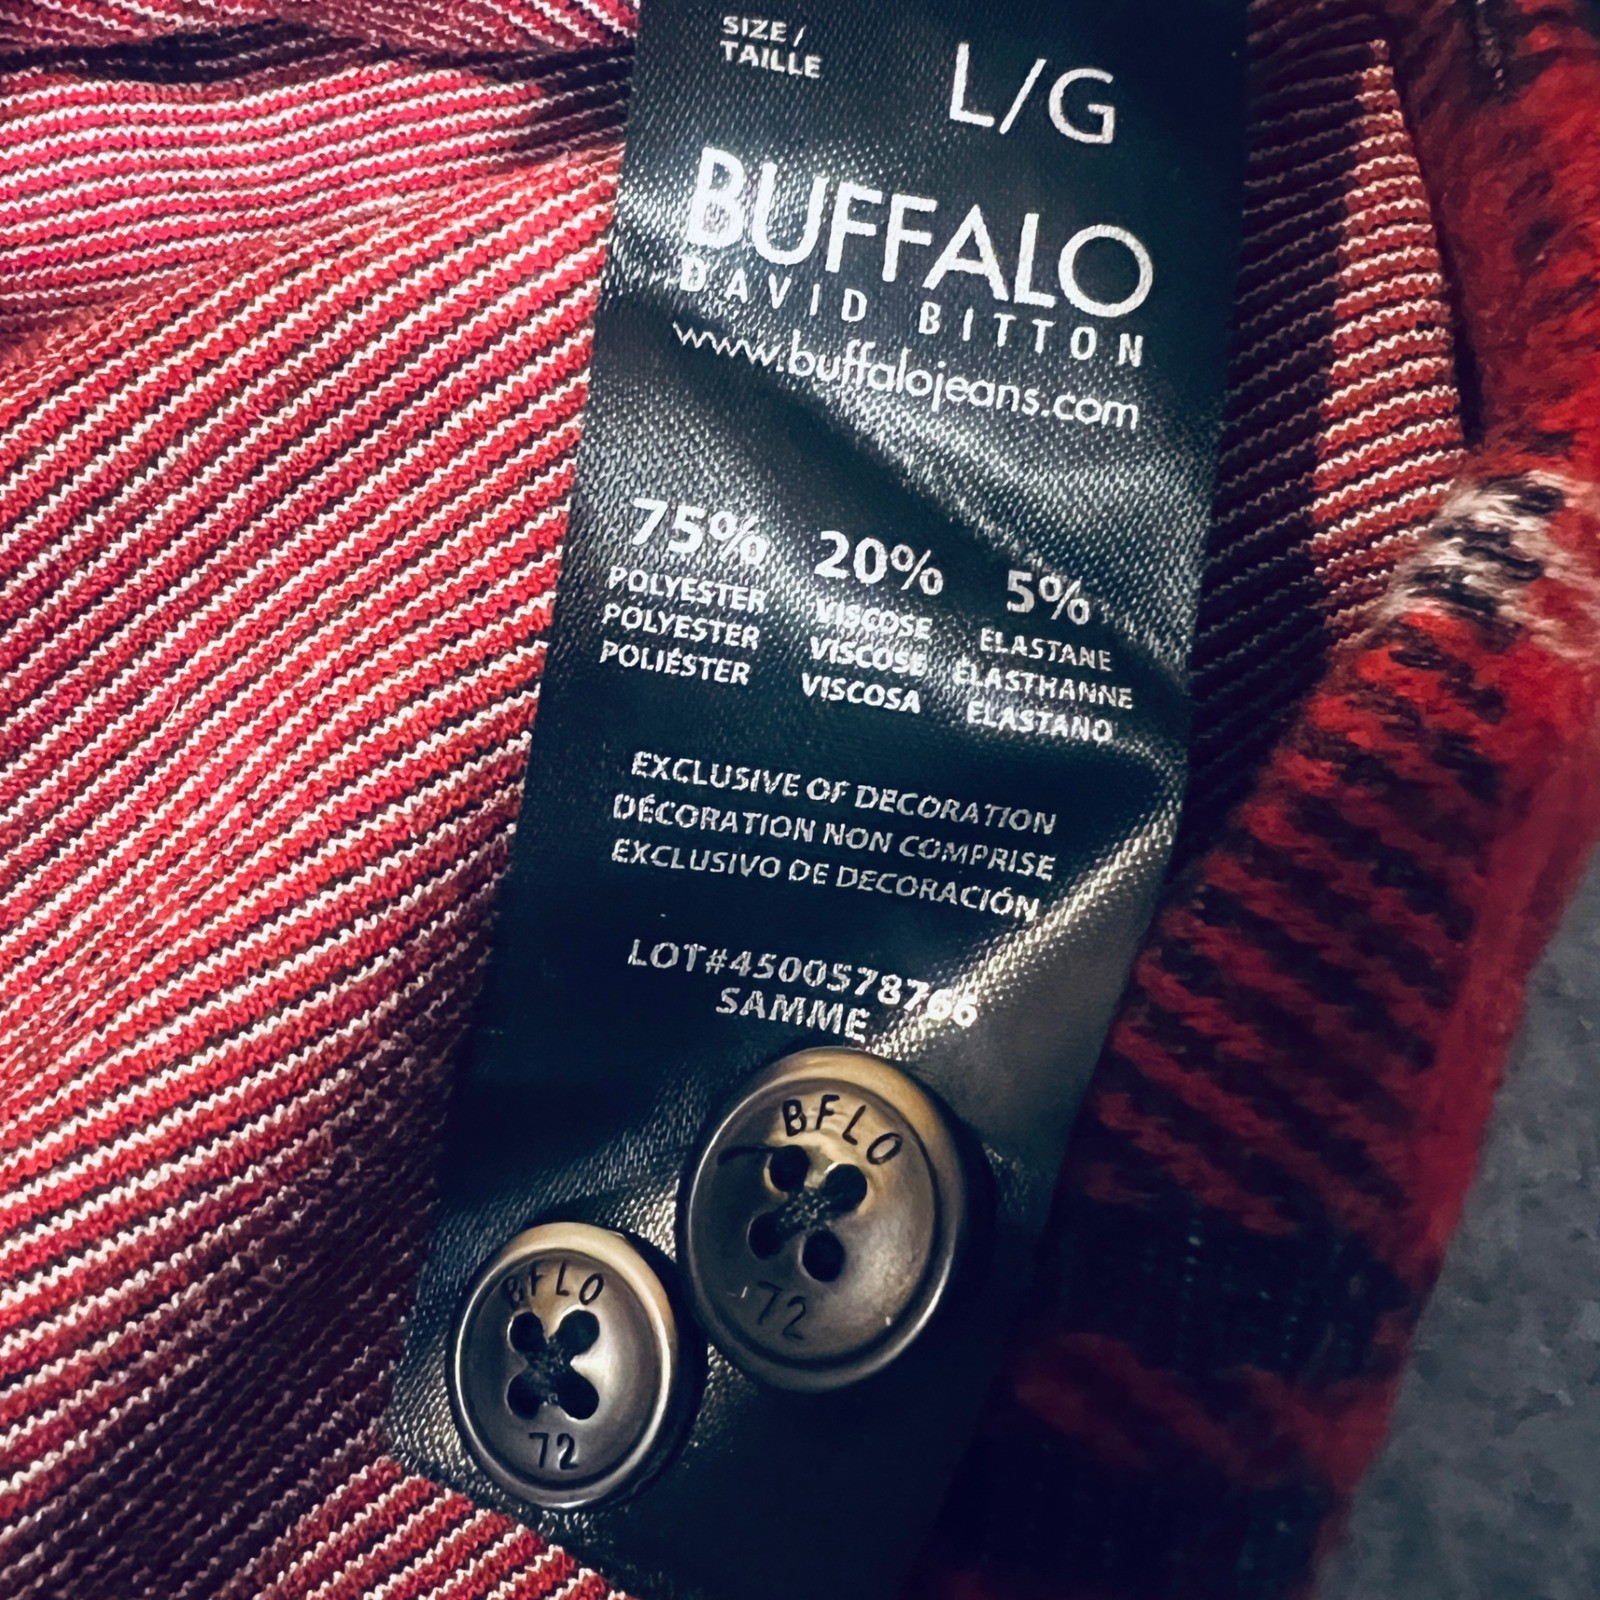 SIZE /
TAILLE
L/G
BUFFALO
DAVID BITTON
www.buffalojeans.com
75% 20% 5%
POLYESTER VISCOSE ELASTANE
POLYESTER VISCOSE ÉLASTHANNE
POLIÉSTER VISCOSA ELASTANO
EXCLUSIVE OF DECORATION
DÉCORATION NON COMPRISE
EXCLUSIVO DE DECORACIÓN
LOT#4500578766
SAMME
BFLO
72
BFLO
72